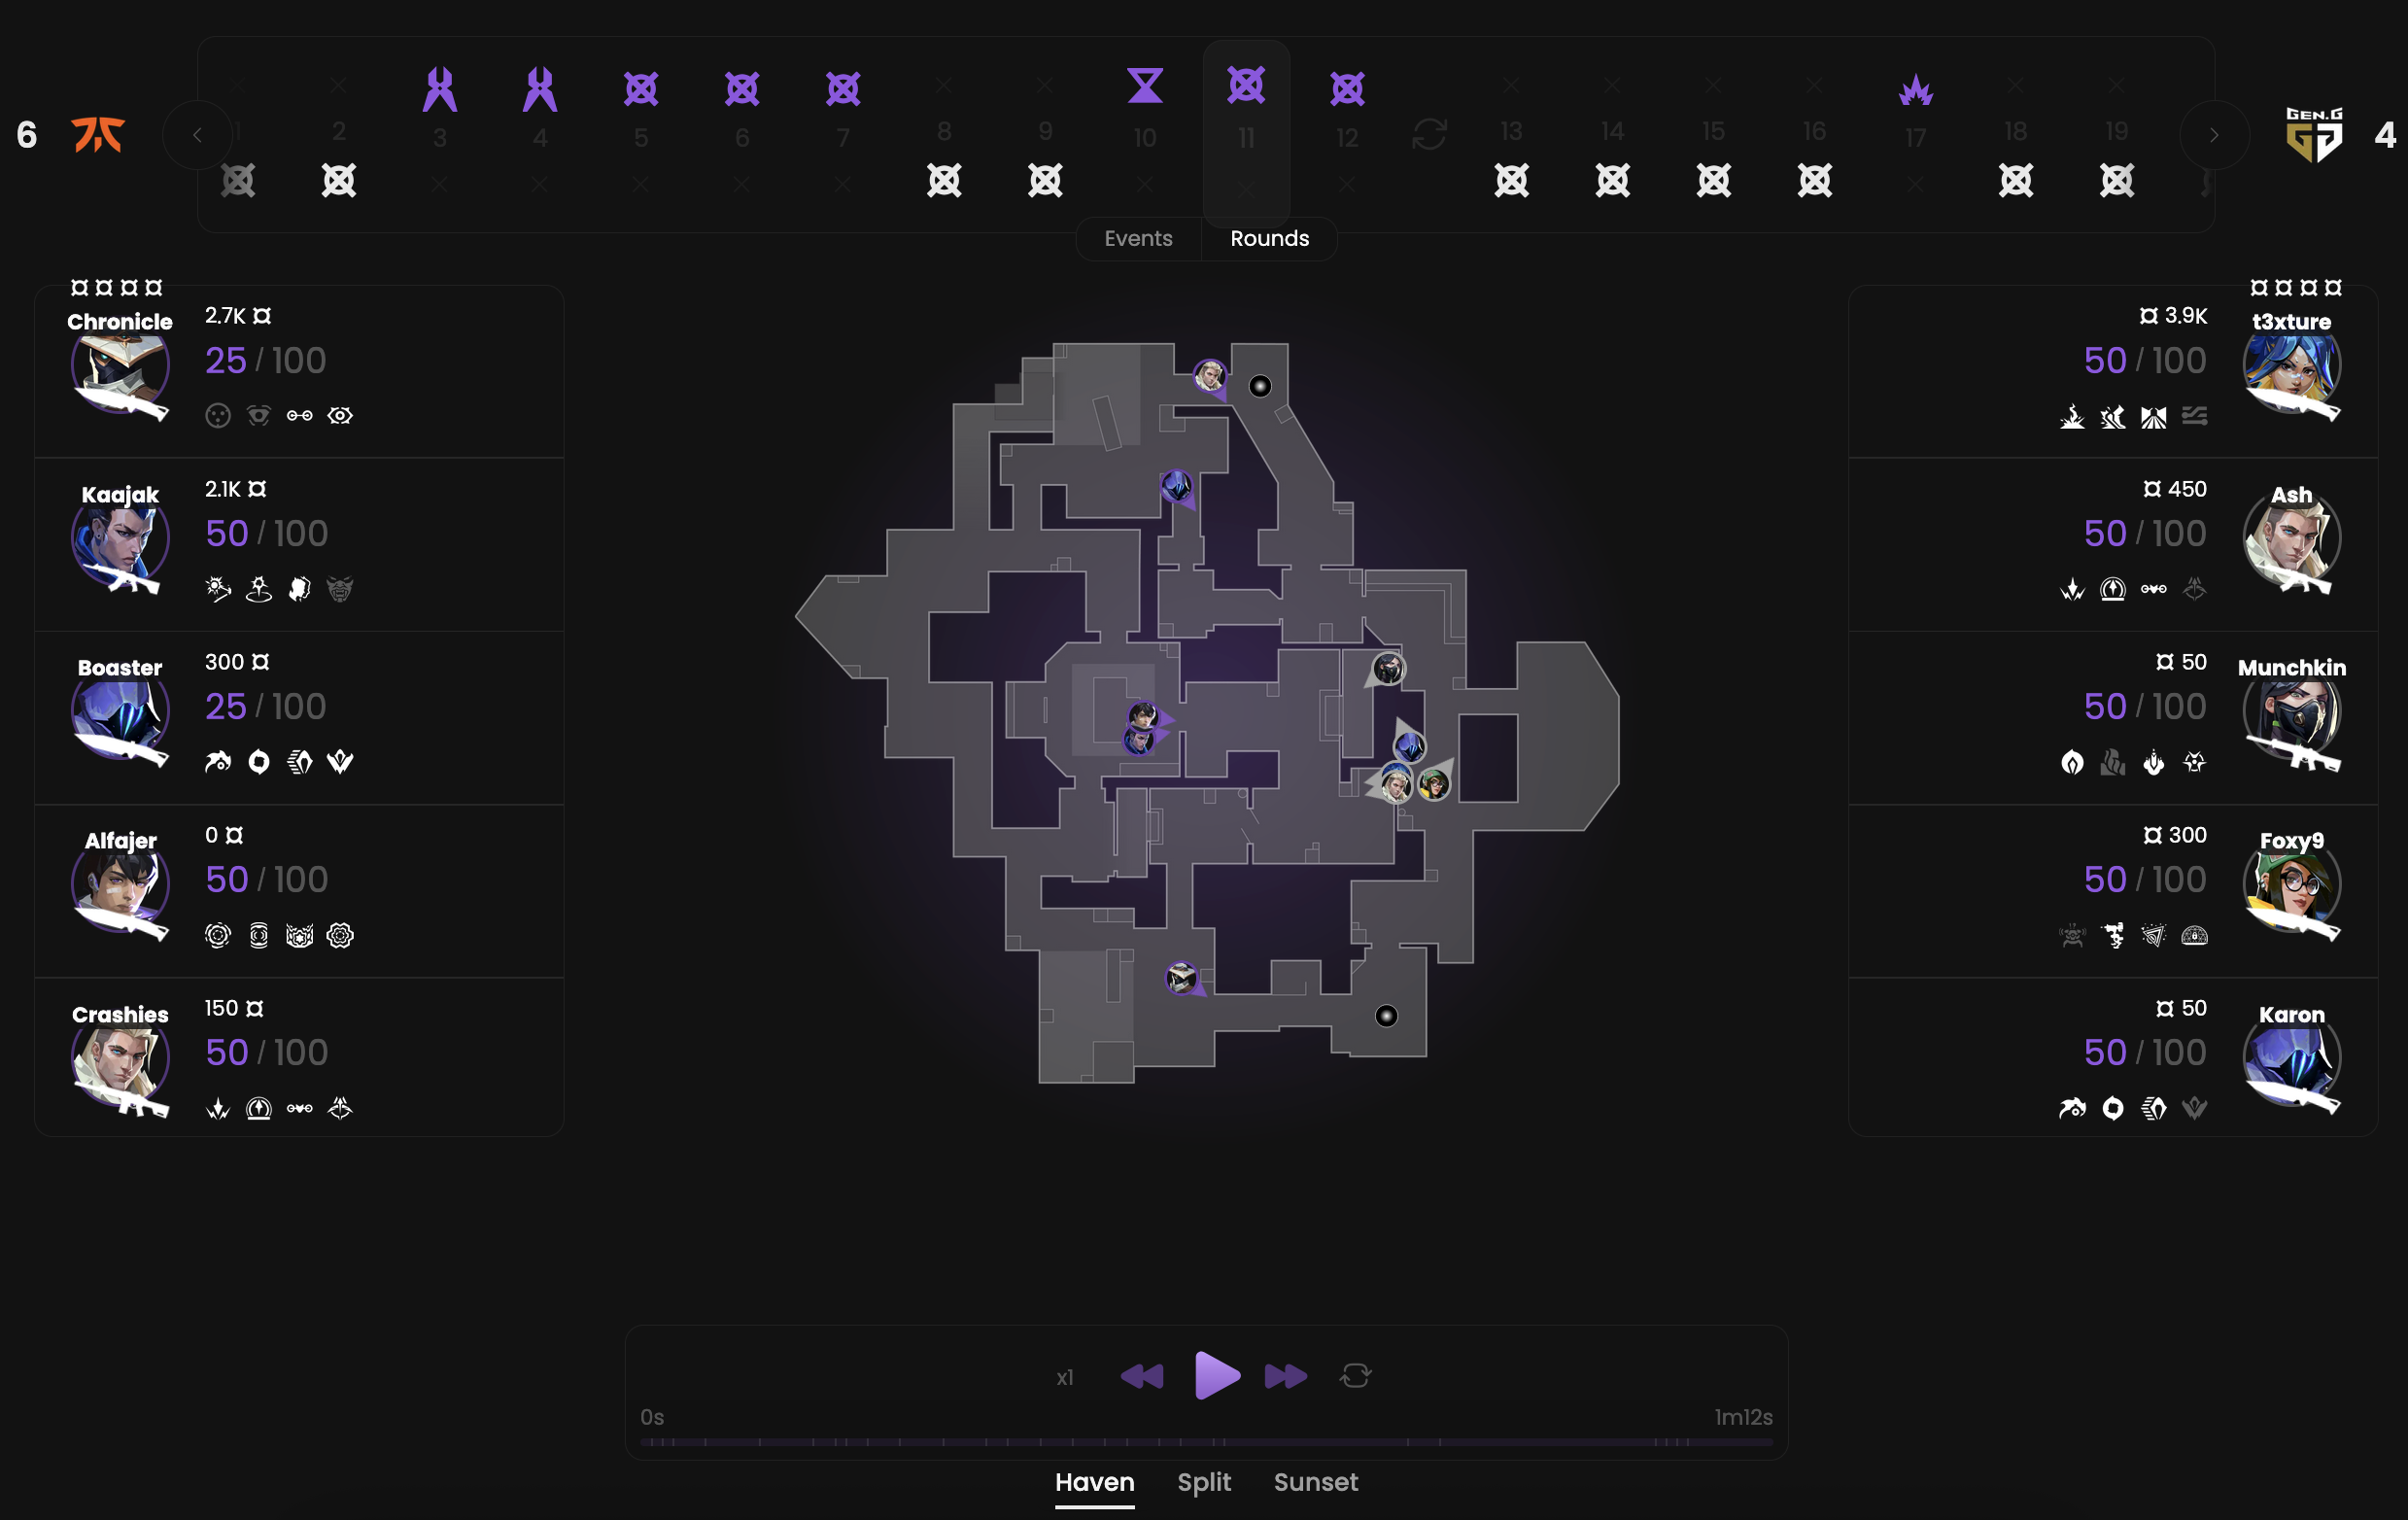 6
1 2 3 4 5 6 7 8 9 10 11 12 13 14 15 16 17 18 19
GEN.G
4
Events Rounds
Chronicle
2.7K
25 / 100
Kaajak
2.1K
50 / 100
Boaster
300
25 / 100
Alfajer
0
50 / 100
Crashies
150
50 / 100
t3xture
3.9K
50 / 100
Ash
450
50 / 100
Munchkin
50
50 / 100
Foxy9
300
50 / 100
Karon
50
50 / 100
x1
0s 1m12s
Haven Split Sunset